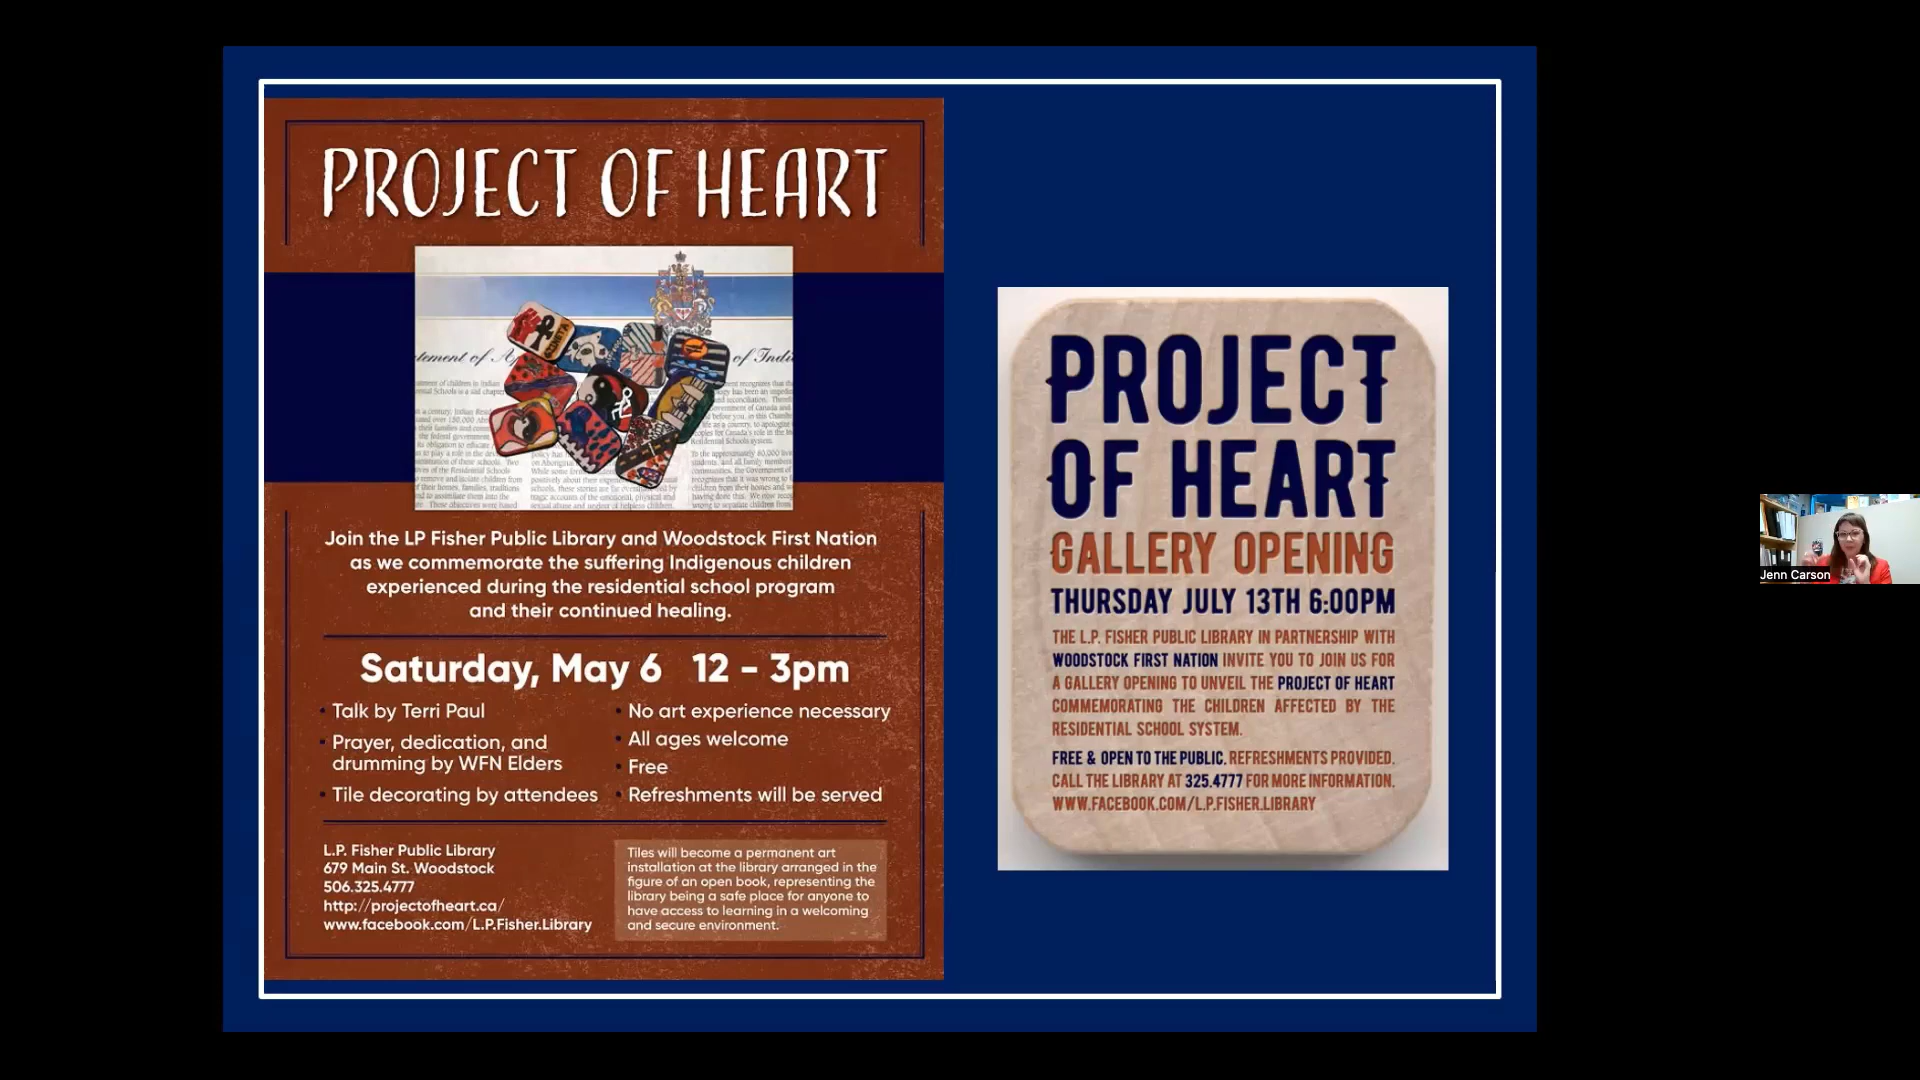 PROJECT OF HEART
Join the LP Fisher Public Library and Woodstock First Nation
as we commemorate the suffering Indigenous children
experienced during the residential school program
and their continued healing.
Saturday, May 6 12 - 3pm
• Talk by Terri Paul
• Prayer, dedication, and
drumming by WFN Elders
• Tile decorating by attendees
• No art experience necessary
• All ages welcome
• Free
• Refreshments will be served
L.P. Fisher Public Library
679 Main St. Woodstock
506.325.4777
http://projectofheart.ca/
www.facebook.com/L.P.Fisher.Library
Tiles will become a permanent art
installation at the library arranged in the
figure of an open book, representing the
library being a safe place for anyone to
have access to learning in a welcoming
and secure environment.
PROJECT
OF HEART
GALLERY OPENING
THURSDAY JULY 13TH 6:00PM
THE L.P. FISHER PUBLIC LIBRARY IN PARTNERSHIP WITH
WOODSTOCK FIRST NATION INVITE YOU TO JOIN US FOR
A GALLERY OPENING TO UNVEIL THE PROJECT OF HEART
COMMEMORATING THE CHILDREN AFFECTED BY THE
RESIDENTIAL SCHOOL SYSTEM.
FREE & OPEN TO THE PUBLIC. REFRESHMENTS PROVIDED.
CALL THE LIBRARY AT 325.4777 FOR MORE INFORMATION.
WWW.FACEBOOK.COM/L.P.FISHER.LIBRARY
Jenn Carson